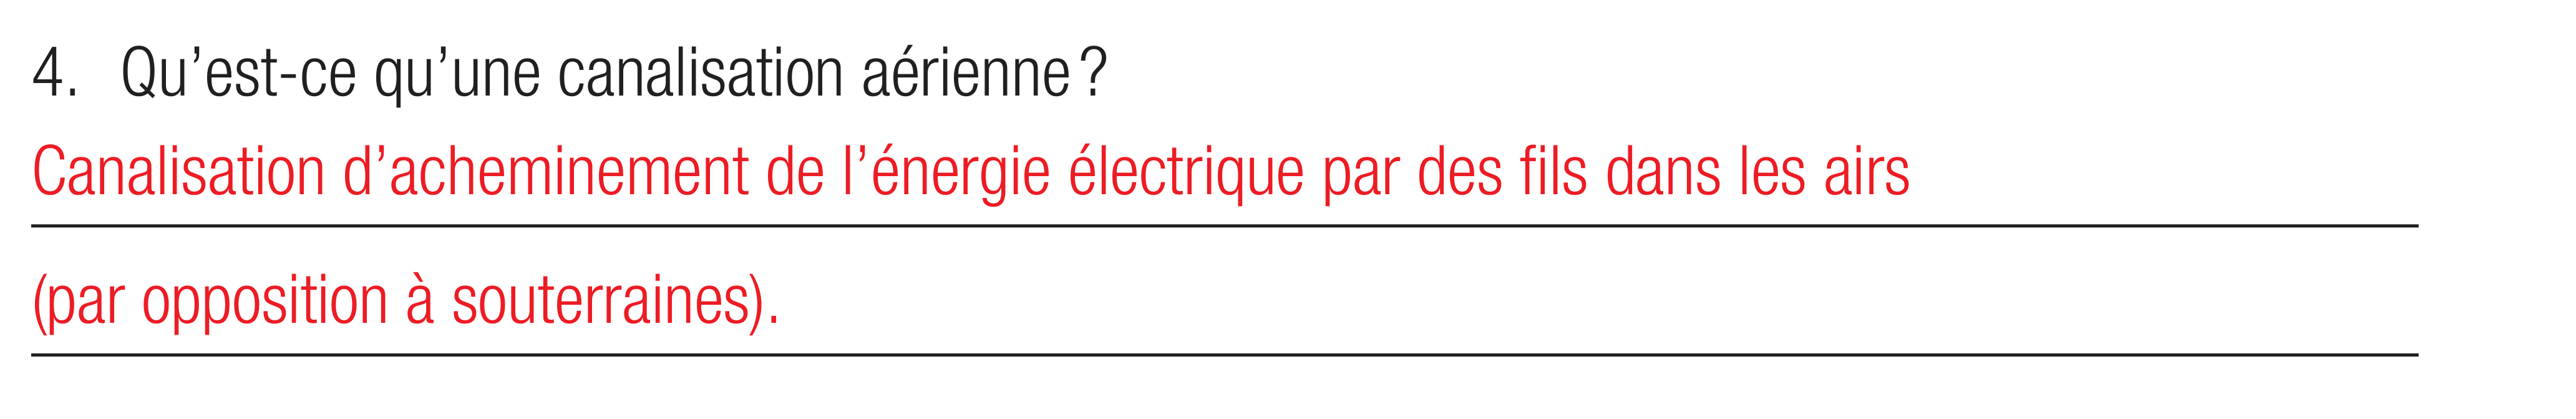 4. Qu’est-ce qu’une canalisation aérienne ?
Canalisation d’acheminement de l’énergie électrique par des fils dans les airs
(par opposition à souterraines).